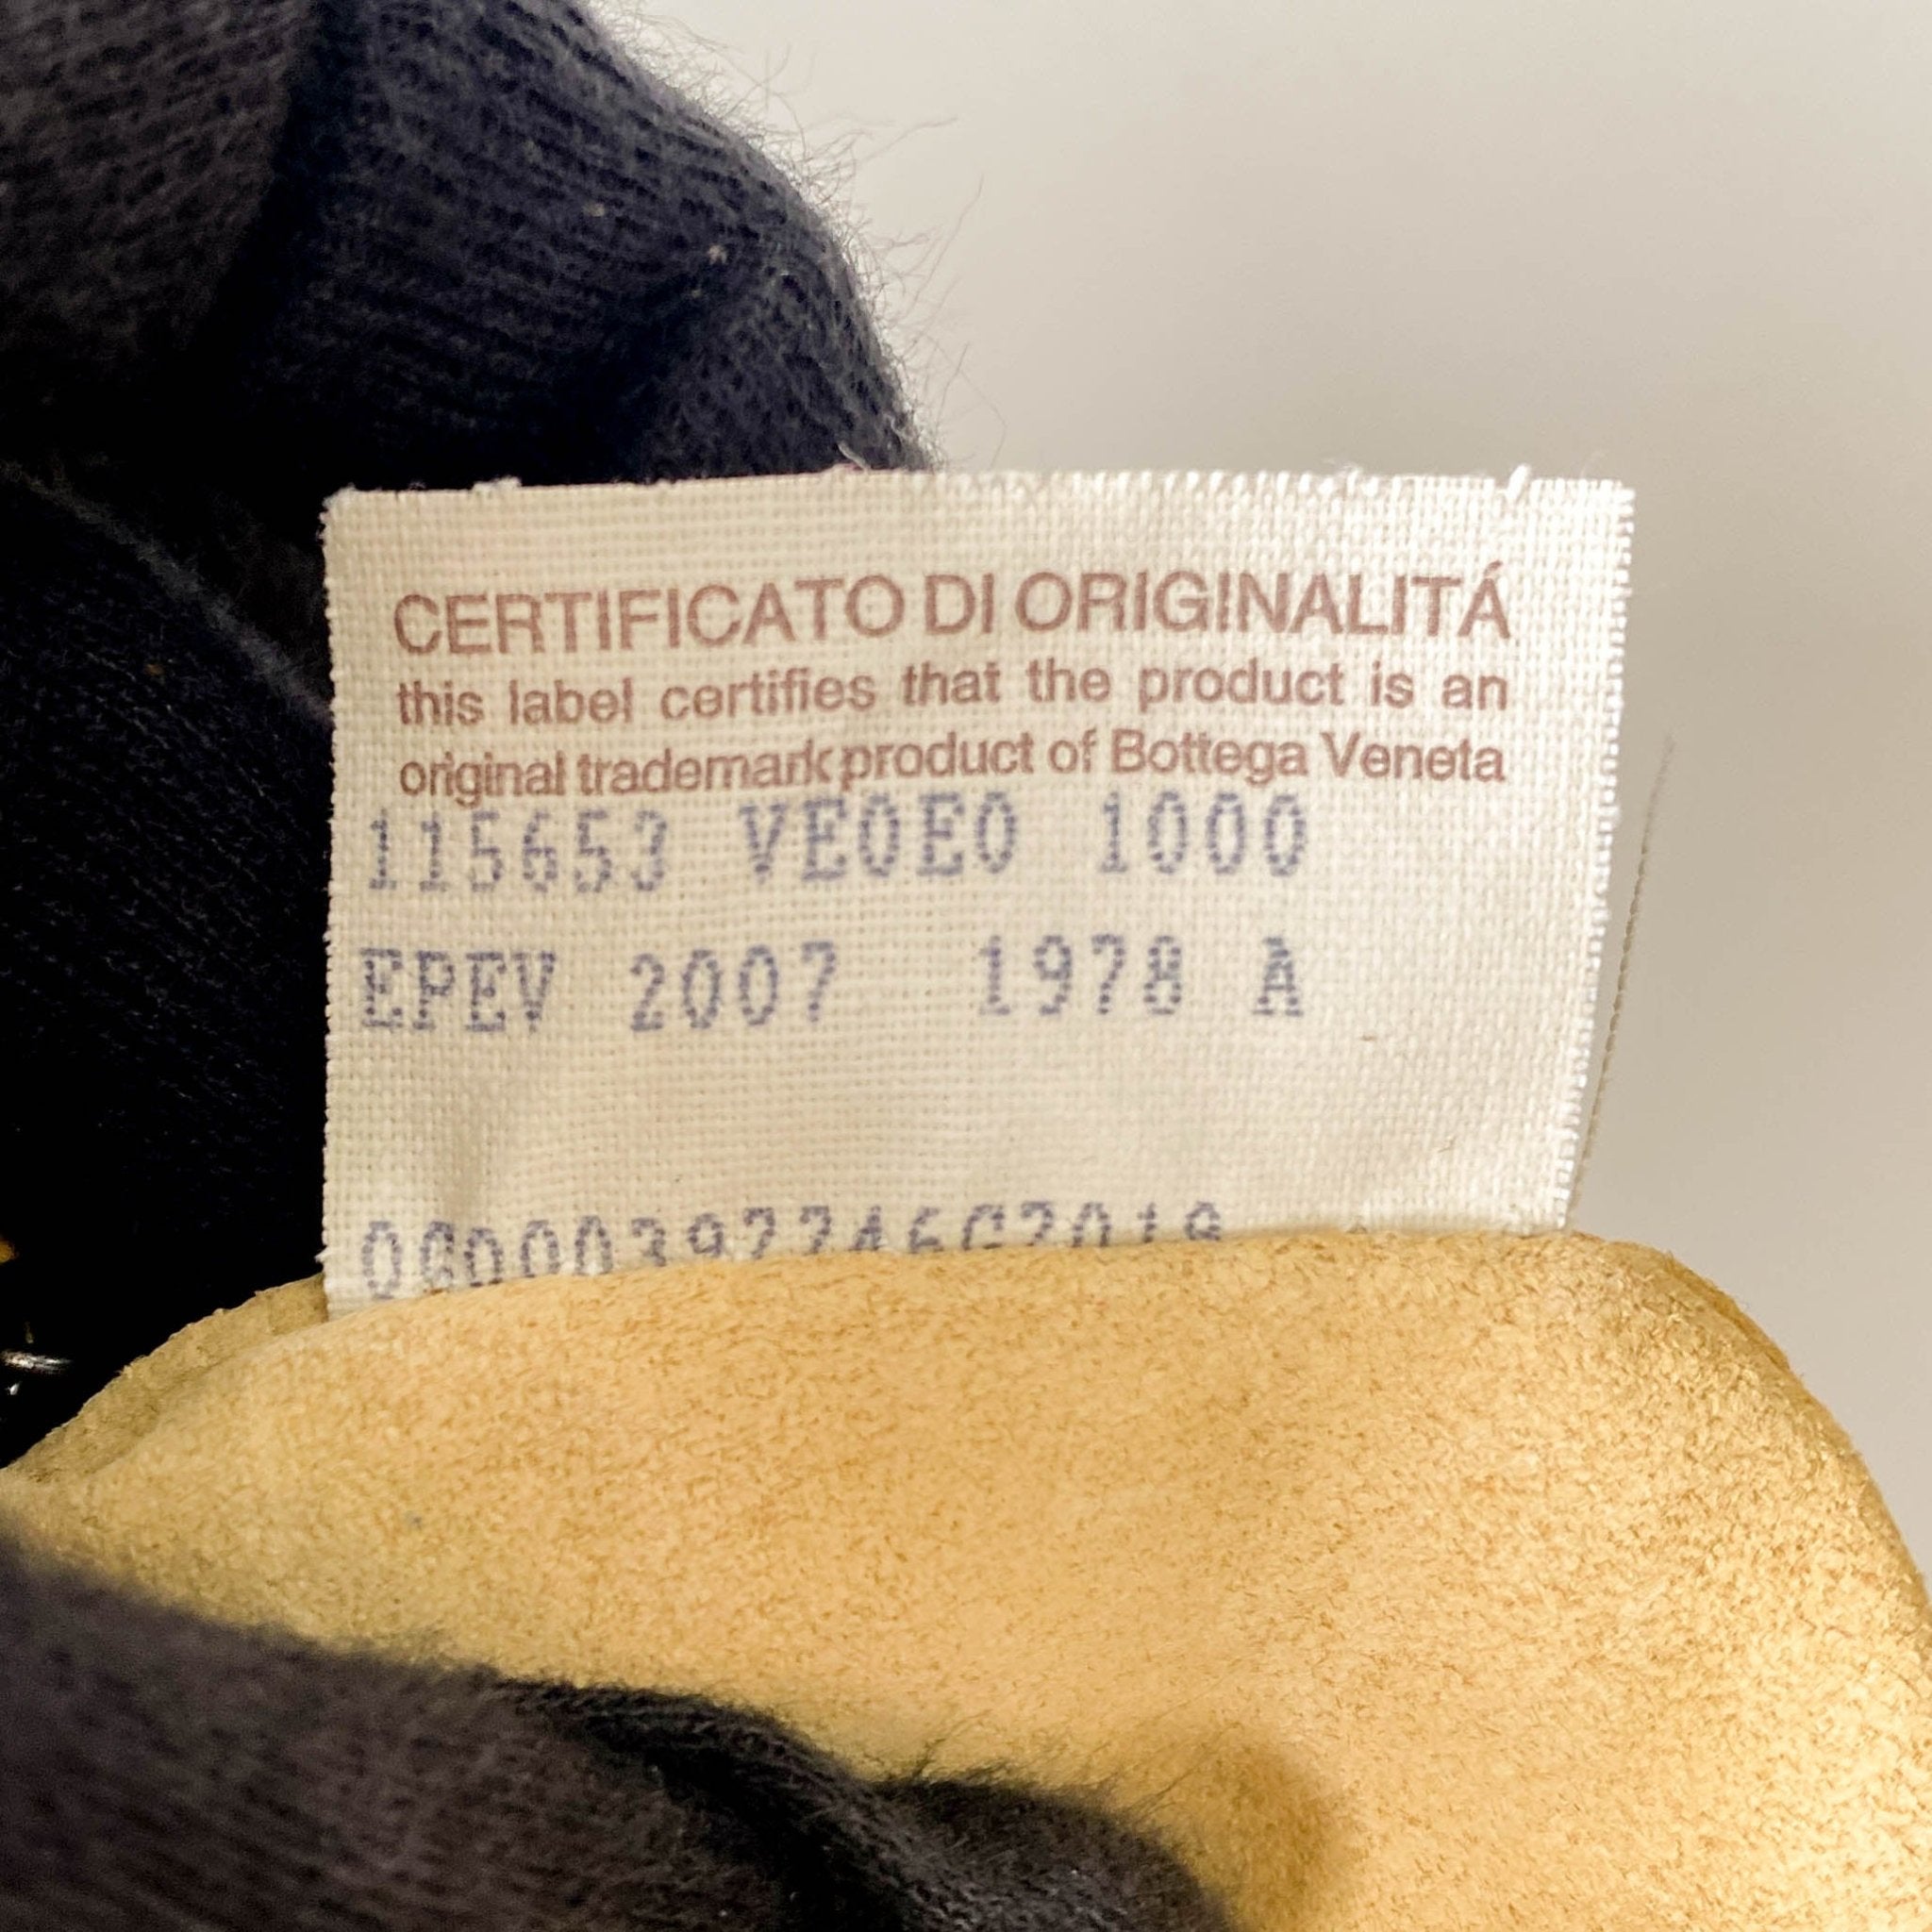 CERTIFICATO DI ORIGINALITÁ
this label certifies that the product is an
original trademark product of Bottega Veneta
115653 VE0E0 1000
EPEV 2007 1978 A